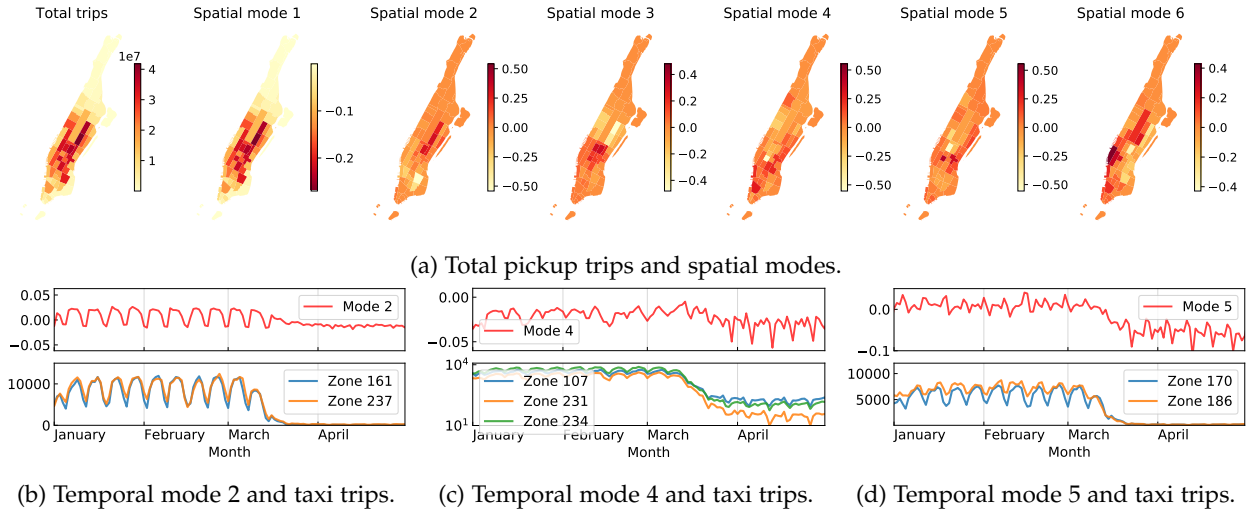 Total trips
Spatial mode 1
Spatial mode 2
Spatial mode 3
Spatial mode 4
Spatial mode 5
Spatial mode 6
1e7
4
3
2
1
−0.1
−0.2
0.50
0.25
0.00
−0.25
−0.50
0.4
0.2
0.0
−0.2
−0.4
0.50
0.25
0.00
−0.25
−0.50
0.50
0.25
0.00
−0.25
−0.50
0.4
0.2
0.0
−0.2
−0.4
(a) Total pickup trips and spatial modes.
0.05
0.00
−0.05
Mode 2
10000
0
Zone 161
Zone 237
January February March April
Month
(b) Temporal mode 2 and taxi trips.
0.00
−0.05
Mode 4
10⁴
10¹
Zone 107
Zone 231
Zone 234
January February March April
Month
(c) Temporal mode 4 and taxi trips.
0.0
−0.1
Mode 5
10000
5000
Zone 170
Zone 186
January February March April
Month
(d) Temporal mode 5 and taxi trips.